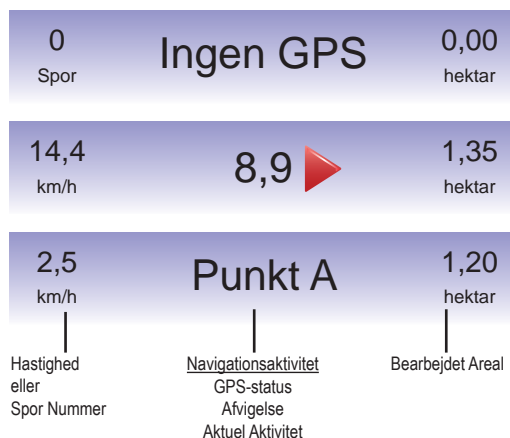 0
Spor
Ingen GPS
0,00
hektar
14,4
km/h
8,9
1,35
hektar
2,5
km/h
Punkt A
1,20
hektar
Hastighed
eller
Spor Nummer
Navigationsaktivitet
GPS-status
Afvigelse
Aktuel Aktivitet
Bearbejdet Areal